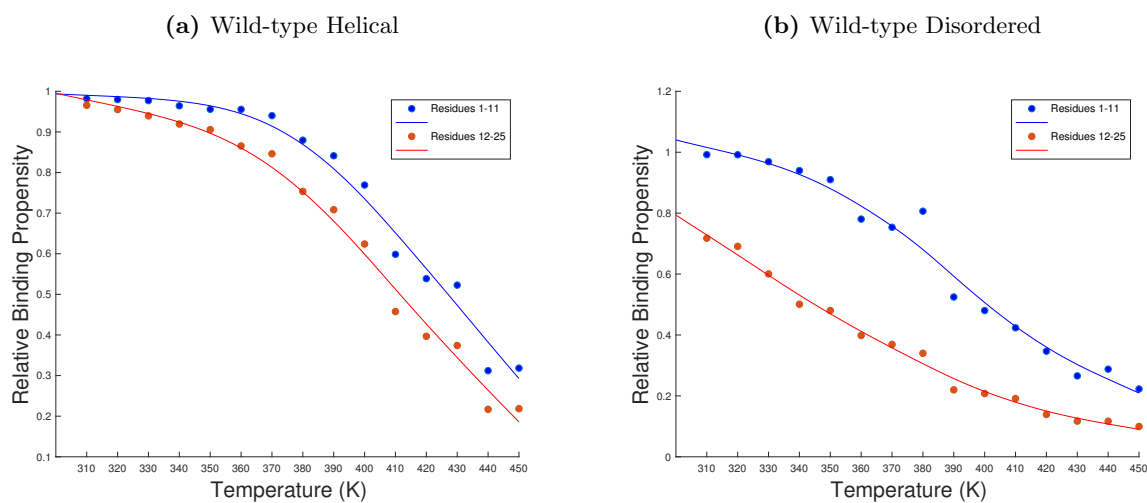 (a) Wild-type Helical
1
0.9
0.8
0.7
0.6
0.5
0.4
0.3
0.2
0.1
Relative Binding Propensity
310 320 330 340 350 360 370 380 390 400 410 420 430 440 450
Temperature (K)
Residues 1-11
Residues 12-25
(b) Wild-type Disordered
1.2
1
0.8
0.6
0.4
0.2
0
Relative Binding Propensity
310 320 330 340 350 360 370 380 390 400 410 420 430 440 450
Temperature (K)
Residues 1-11
Residues 12-25